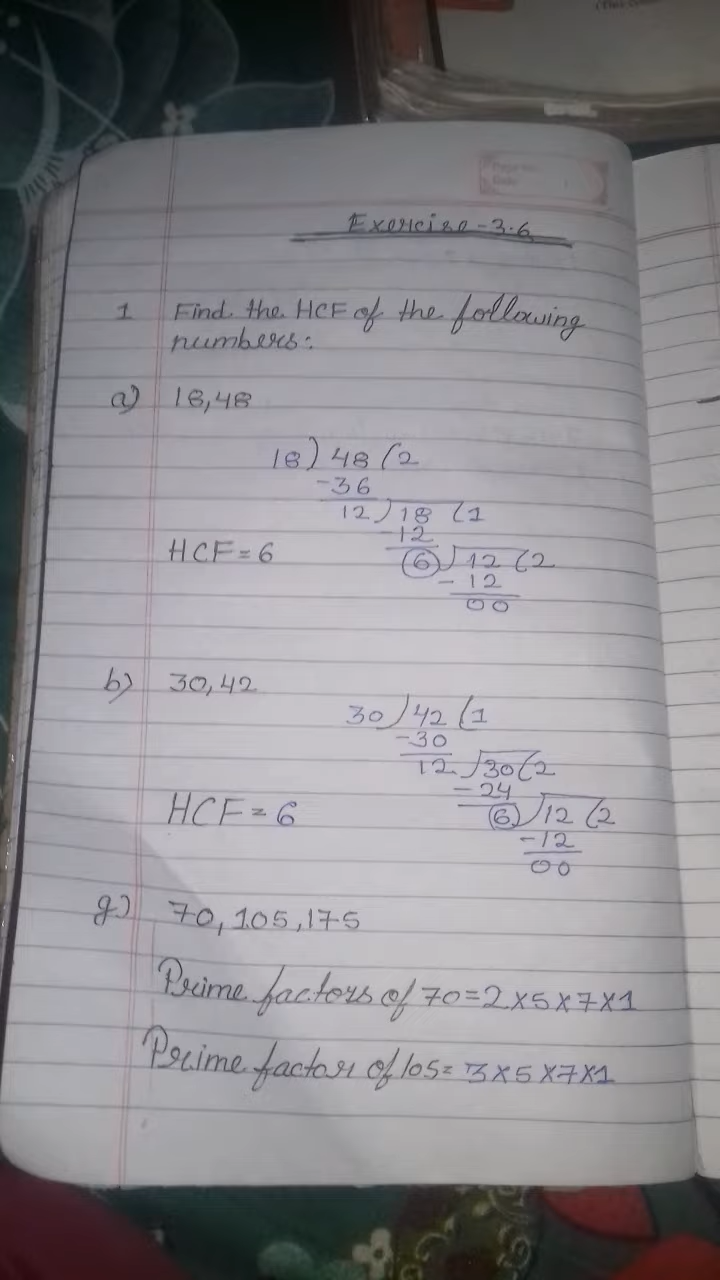 Exercise - 3.6
1 Find the HCF of the following
numbers:
a) 18,48
18) 48 (2
-36
12) 18 (1
-12
HCF = 6
(6) 12 (2
-12
00
b) 30,42
30) 42 (1
-30
12) 30 (2
-24
HCF = 6
(6) 12 (2
-12
00
g) 70, 105, 175
Prime factors of 70 = 2×5×7×1
Prime factor of 105 = 3×5×7×1